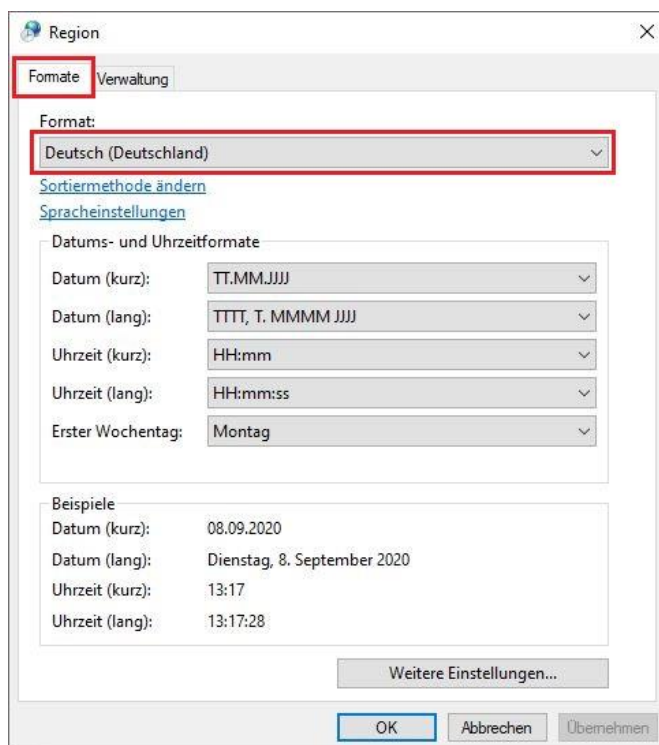 Region
Formate Verwaltung
Format:
Deutsch (Deutschland)
Sortiermethode ändern
Spracheinstellungen
Datums- und Uhrzeitformate
Datum (kurz): TT.MM.JJJJ
Datum (lang): TTTT, T. MMMM JJJJ
Uhrzeit (kurz): HH:mm
Uhrzeit (lang): HH:mm:ss
Erster Wochentag: Montag
Beispiele
Datum (kurz): 08.09.2020
Datum (lang): Dienstag, 8. September 2020
Uhrzeit (kurz): 13:17
Uhrzeit (lang): 13:17:28
Weitere Einstellungen...
OK Abbrechen Übernehmen